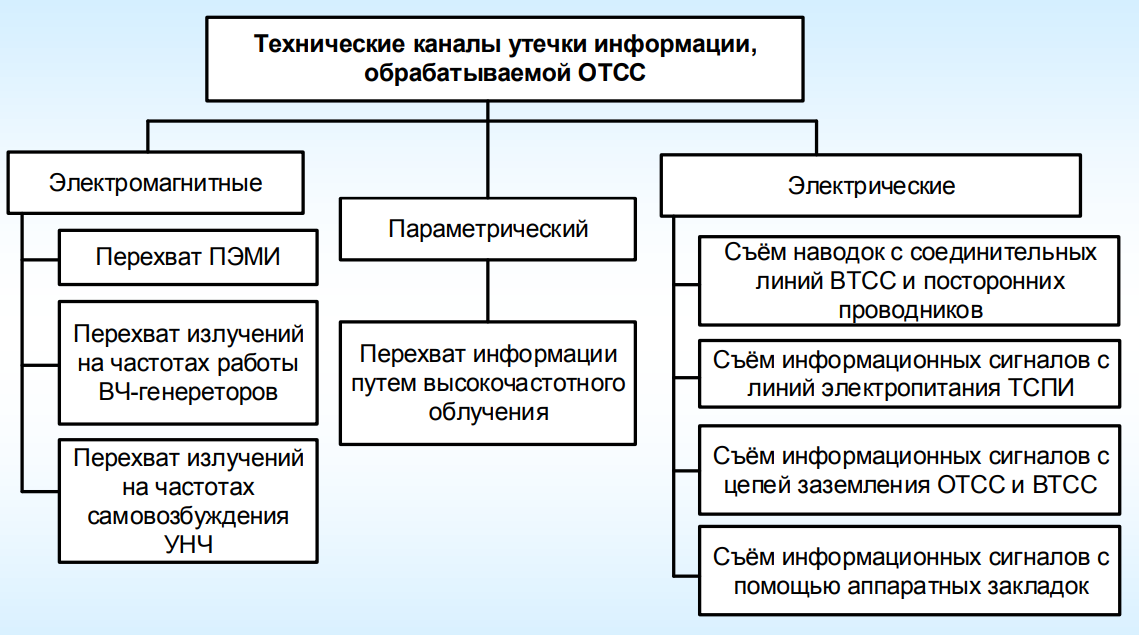 Технические каналы утечки информации,
обрабатываемой ОТСС
Электромагнитные
Перехват ПЭМИ
Перехват излучений
на частотах работы
ВЧ-генереторов
Перехват излучений
на частотах
самовозбуждения
УНЧ
Параметрический
Перехват информации
путем высокочастотного
облучения
Электрические
Съём наводок с соединительных
линий ВТСС и посторонних
проводников
Съём информационных сигналов с
линий электропитания ТСПИ
Съём информационных сигналов с
цепей заземления ОТСС и ВТСС
Съём информационных сигналов с
помощью аппаратных закладок